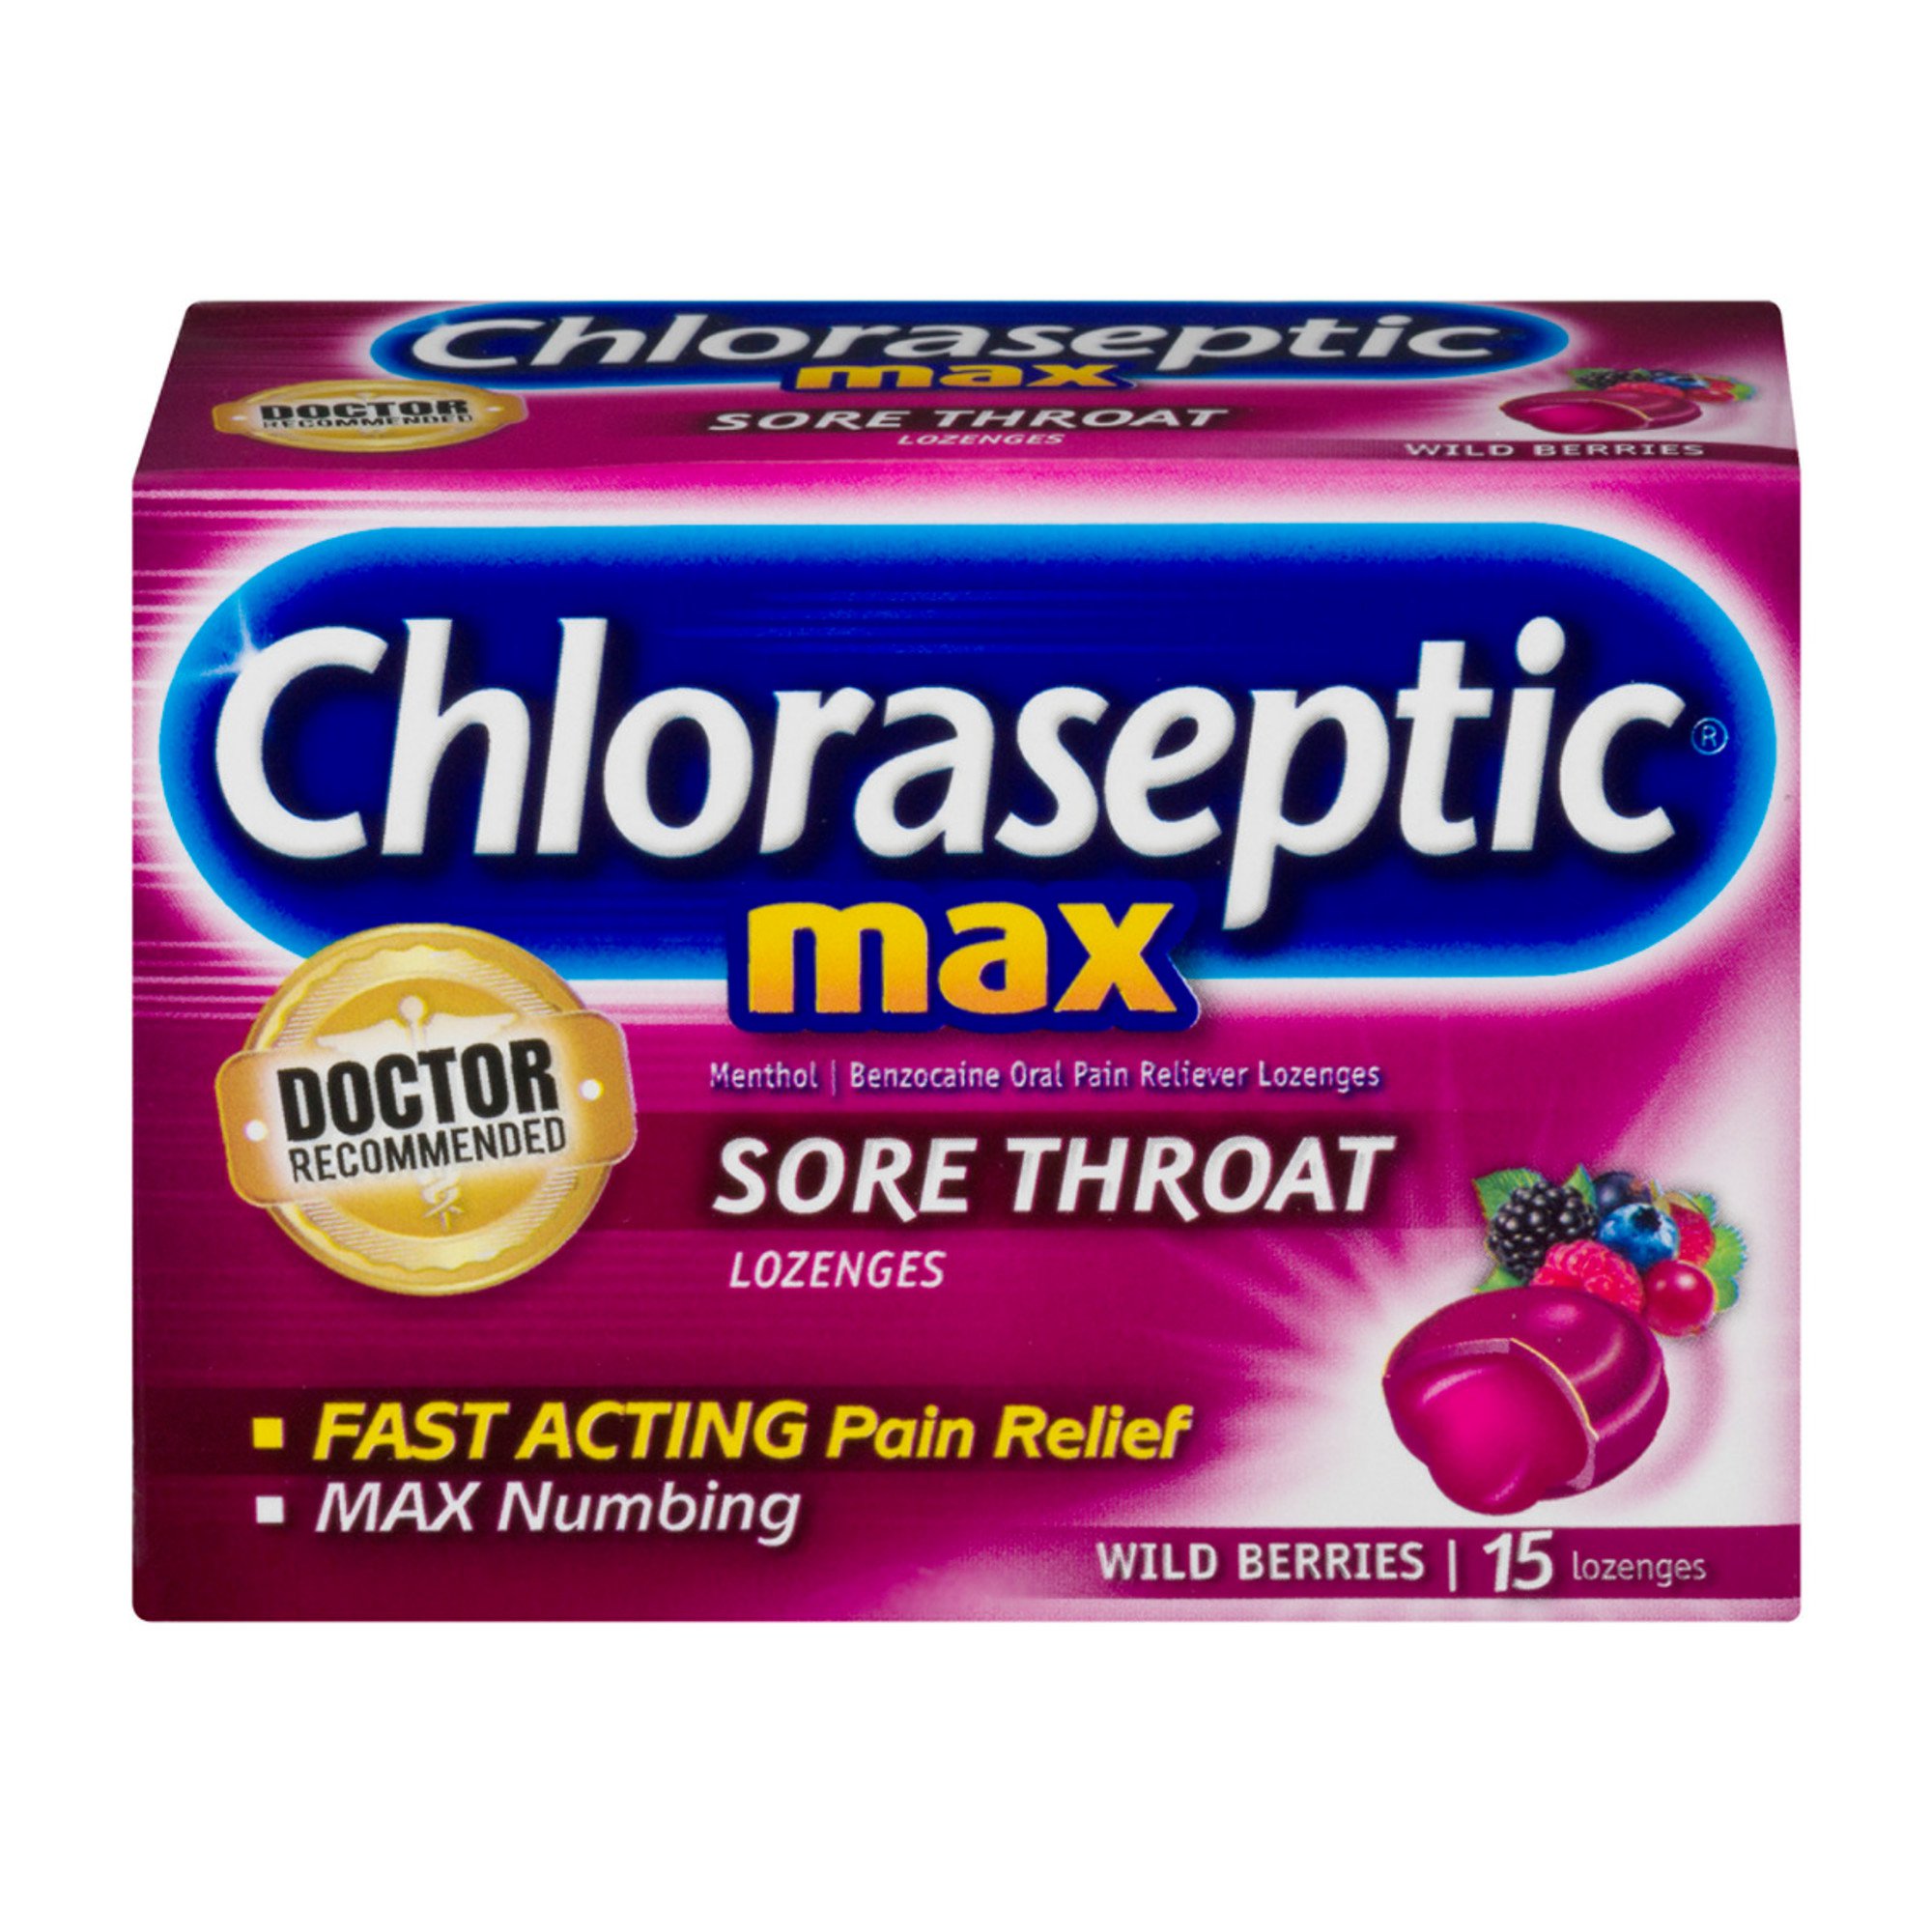 Chloraseptic
max
DOCTOR
RECOMMENDED
SORE THROAT
LOZENGES
WILD BERRIES
Chloraseptic®
max
DOCTOR
RECOMMENDED
Menthol | Benzocaine Oral Pain Reliever Lozenges
SORE THROAT
LOZENGES
▪ FAST ACTING Pain Relief
▪ MAX Numbing
WILD BERRIES | 15 lozenges